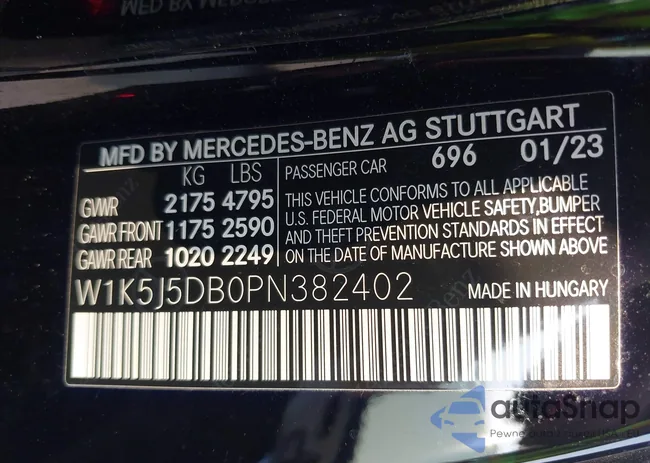 MFD BY MERCEDES-BENZ AG STUTTGART
KG LBS
GVWR 2175 4795
GAWR FRONT 1175 2590
GAWR REAR 1020 2249
PASSENGER CAR 696 01/23
THIS VEHICLE CONFORMS TO ALL APPLICABLE
U.S. FEDERAL MOTOR VEHICLE SAFETY,BUMPER
AND THEFT PREVENTION STANDARDS IN EFFECT
ON THE DATE OF MANUFACTURE SHOWN ABOVE
W1K5J5DB0PN382402 MADE IN HUNGARY
autoSnap
Pewne